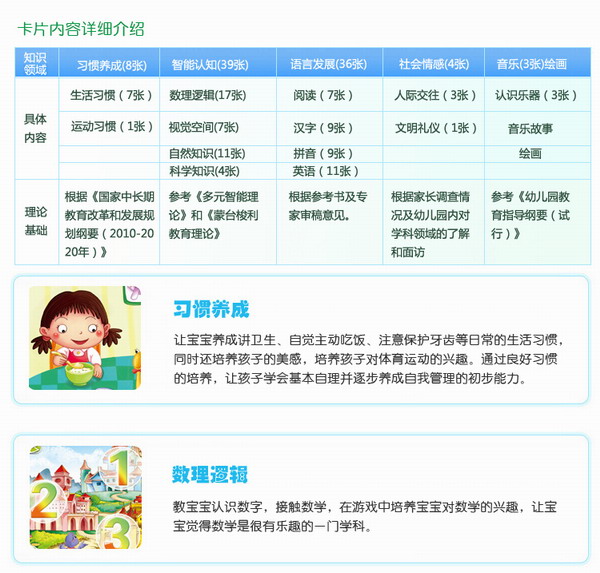 卡片内容详细介绍
知识领域 习惯养成(8张) 智能认知(39张) 语言发展(36张) 社会情感(4张) 音乐(3张)绘画
具体内容
生活习惯（7张） 数理逻辑(17张) 阅读（7张） 人际交往（3张） 认识乐器（3张）
运动习惯（1张） 视觉空间(7张) 汉字（9张） 文明礼仪（1张） 音乐故事
自然知识(11张) 拼音（9张） 绘画
科学知识(4张) 英语（11张）
理论基础
根据《国家中长期
教育改革和发展规
划纲要（2010-20
20年）》
参考《多元智能理
论》和《蒙台梭利
教育理论》
根据参考书及专
家审稿意见。
根据家长调查情
况及幼儿园内对
学科领域的了解
和面访
参考《幼儿园教
育指导纲要（试
行）》
习惯养成
让宝宝养成讲卫生、自觉主动吃饭、注意保护牙齿等日常的生活习惯，
同时还培养孩子的美感，培养孩子对体育运动的兴趣。通过良好习惯
的培养，让孩子学会基本自理并逐步养成自我管理的初步能力。
1
2
3
数理逻辑
教宝宝认识数字，接触数学，在游戏中培养宝宝对数学的兴趣，让宝
宝觉得数学是很有乐趣的一门学科。